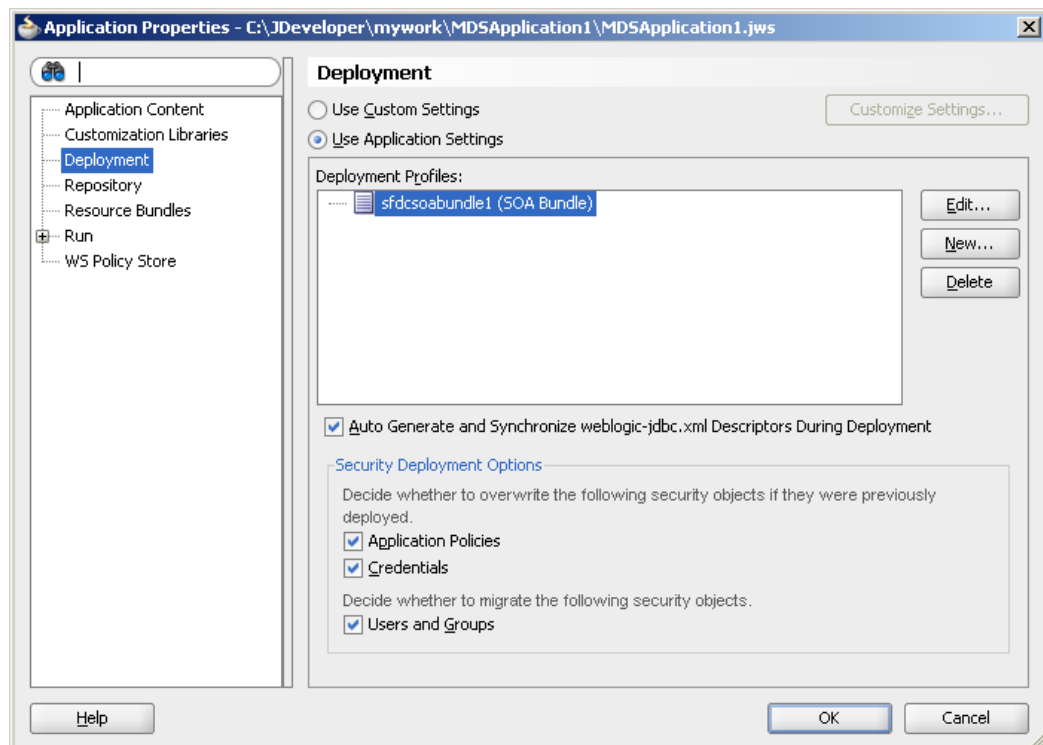 Application Properties - C:\JDeveloper\mywork\MDSApplication1\MDSApplication1.jws
Application Content
Customization Libraries
Deployment
Repository
Resource Bundles
Run
WS Policy Store
Deployment
Use Custom Settings
Customize Settings...
Use Application Settings
Deployment Profiles:
sfdcsoabundle1 (SOA Bundle)
Edit...
New...
Delete
Auto Generate and Synchronize weblogic-jdbc.xml Descriptors During Deployment
Security Deployment Options
Decide whether to overwrite the following security objects if they were previously
deployed.
Application Policies
Credentials
Decide whether to migrate the following security objects.
Users and Groups
Help
OK
Cancel